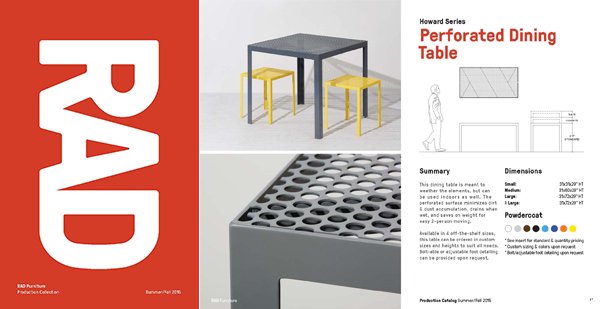 RAD
RAD Furniture
Production Collection
Summer/Fall 2016
RAD Furniture
Howard Series
Perforated Dining
Table
Summary
This dining table is meant to
weather the elements, but can
be used indoors as well. The
perforated surface minimizes dirt
& dust accumulation, drains when
wet, and saves on weight for
easy 2-person moving.
Available in 4 off-the-shelf sizes,
this table can be ordered in custom
sizes and heights to suit all needs.
Bolt-able or adjustable foot detailing
can be provided upon request.
Dimensions
Small:
Medium:
Large:
X Large:
Powdercoat
* See insert for standard & quantity pricing
* Custom sizing & colors upon request
* Bolt/adjustable foot detailing upon request
Production Catalog Summer/Fall 2016